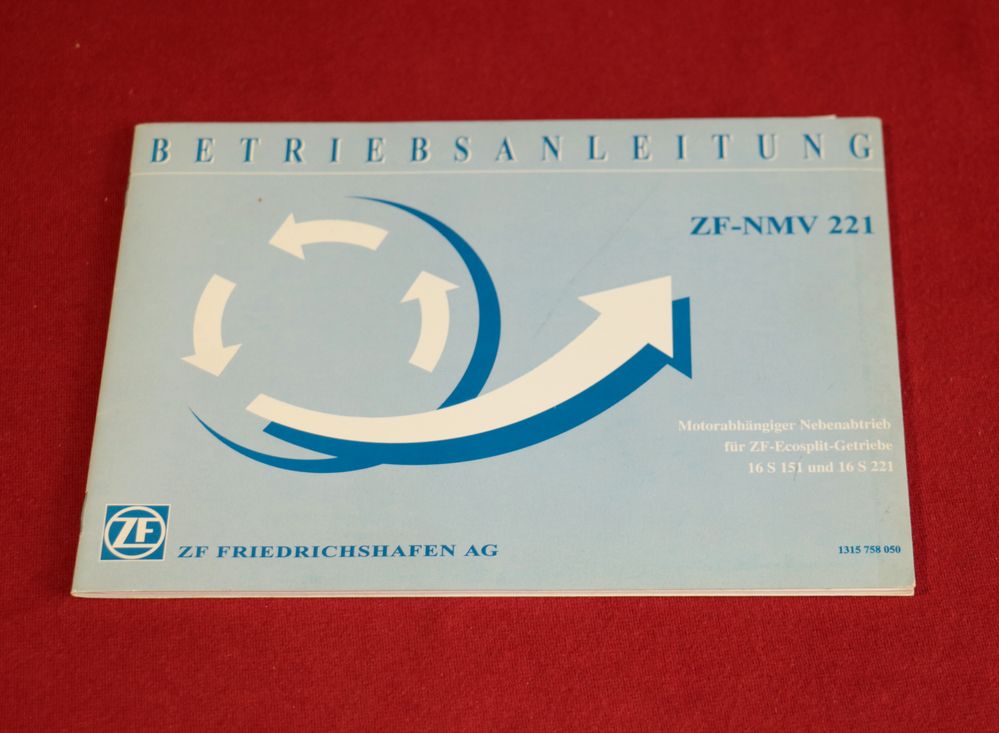 BETRIEBSANLEITUNG
ZF-NMV 221
Motorabhängiger Nebenabtrieb
für ZF-Ecosplit-Getriebe
16 S 151 und 16 S 221
ZF
ZF FRIEDRICHSHAFEN AG
1315 758 050